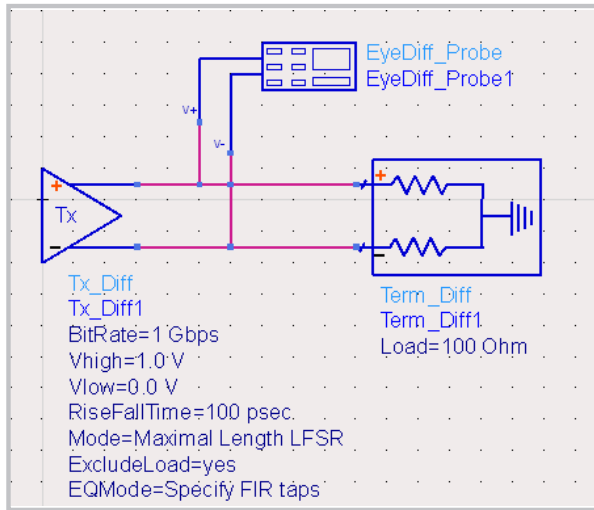 EyeDiff_Probe
EyeDiff_Probe1
V+
V-
+
Tx
-
+
-
Tx_Diff
Tx_Diff1
BitRate=1 Gbps
Vhigh=1.0 V
Vlow=0.0 V
RiseFallTime=100 psec
Mode=Maximal Length LFSR
ExcludeLoad=yes
EQMode=Specify FIR taps
Term_Diff
Term_Diff1
Load=100 Ohm